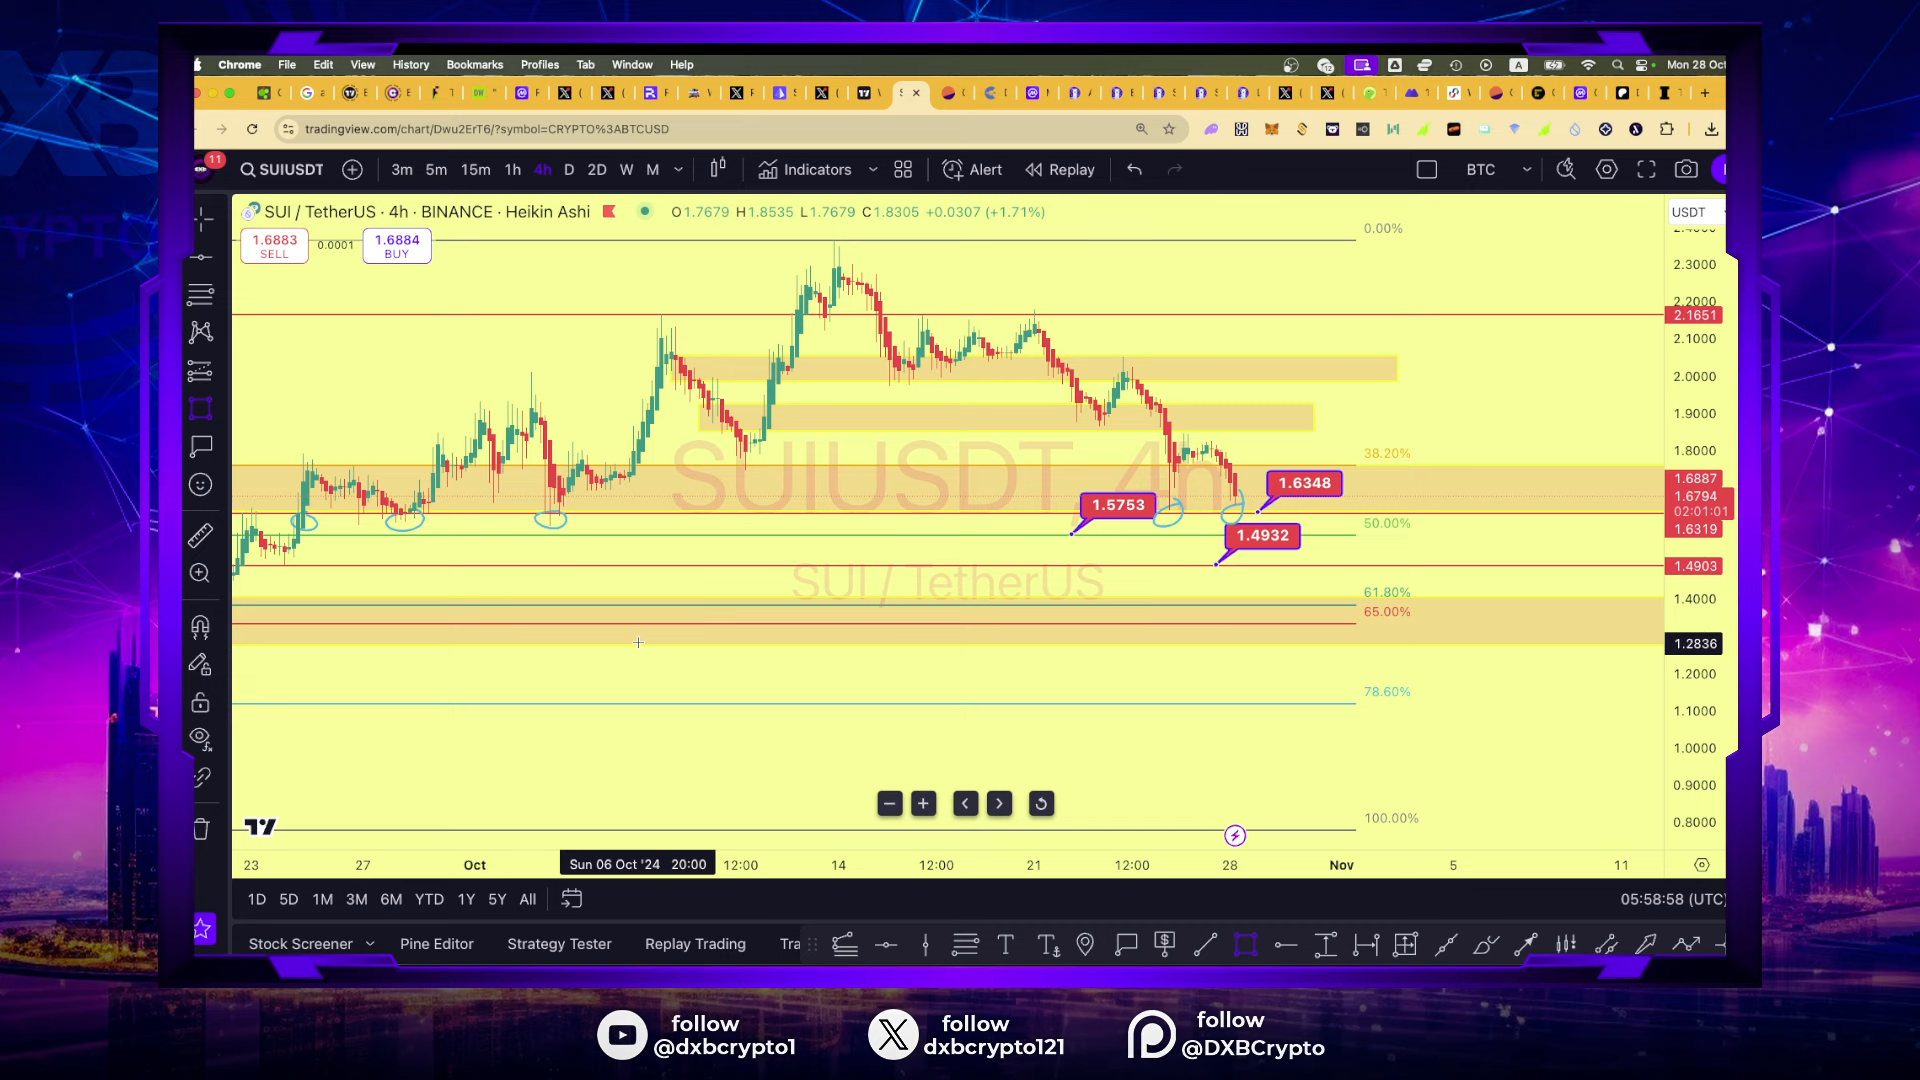 Chrome File Edit View History Bookmarks Profiles Tab Window Help
Mon 28 Oct
tradingview.com/chart/Dwu2ErT6/?symbol=CRYPTO%3ABTCUSD
11
SUIUSDT
3m 5m 15m 1h 4h D 2D W M
Indicators
Alert
Replay
BTC
SUI / TetherUS · 4h · BINANCE · Heikin Ashi
O1.7679 H1.8535 L1.7679 C1.8305 +0.0307 (+1.71%)
USDT
1.6883
SELL
0.0001
1.6884
BUY
0.00%
2.3000
2.2000
2.1651
2.1000
2.0000
1.9000
SUIUSDT, 4h
38.20%
1.8000
1.6348
1.6887
1.5753
1.6794
02:01:01
50.00%
1.6319
1.4932
1.4903
SUI / TetherUS
61.80%
1.4000
65.00%
1.2836
1.2000
78.60%
1.1000
1.0000
0.9000
100.00%
0.8000
23 27 Oct Sun 06 Oct '24 20:00 12:00 14 12:00 21 12:00 28 Nov 5 11
1D 5D 1M 3M 6M YTD 1Y 5Y All
05:58:58 (UTC)
Stock Screener Pine Editor Strategy Tester Replay Trading Tra
follow
@dxbcrypto1
follow
dxbcrypto121
follow
@DXBCrypto